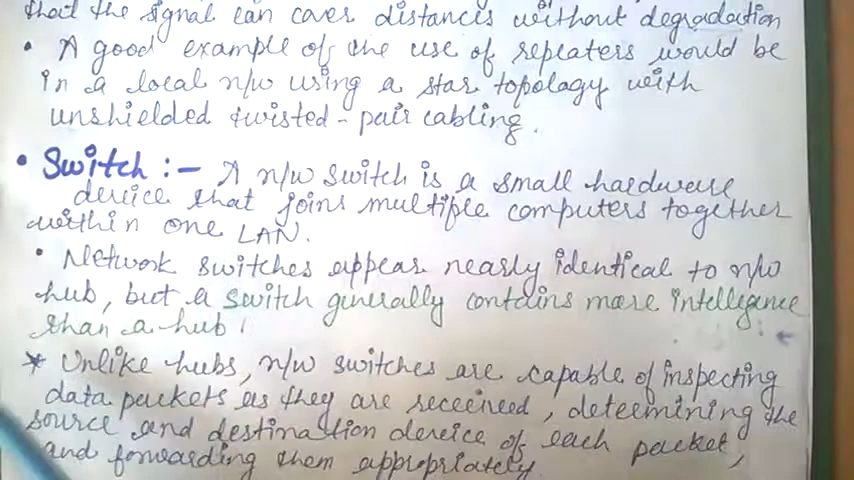 that the signal can cover distances without degradation
• A good example of the use of repeaters would be
in a local n/w using a star topology with
unshielded twisted-pair cabling.
• Switch :- A n/w switch is a small hardware
device that joins multiple computers together
within one LAN.
• Network switches appear nearly identical to n/w
hub, but a switch generally contains more intelligence
than a hub.
* Unlike hubs, n/w switches are capable of inspecting
data packets as they are received, determining the
source and destination device of each packet,
and forwarding them appropriately